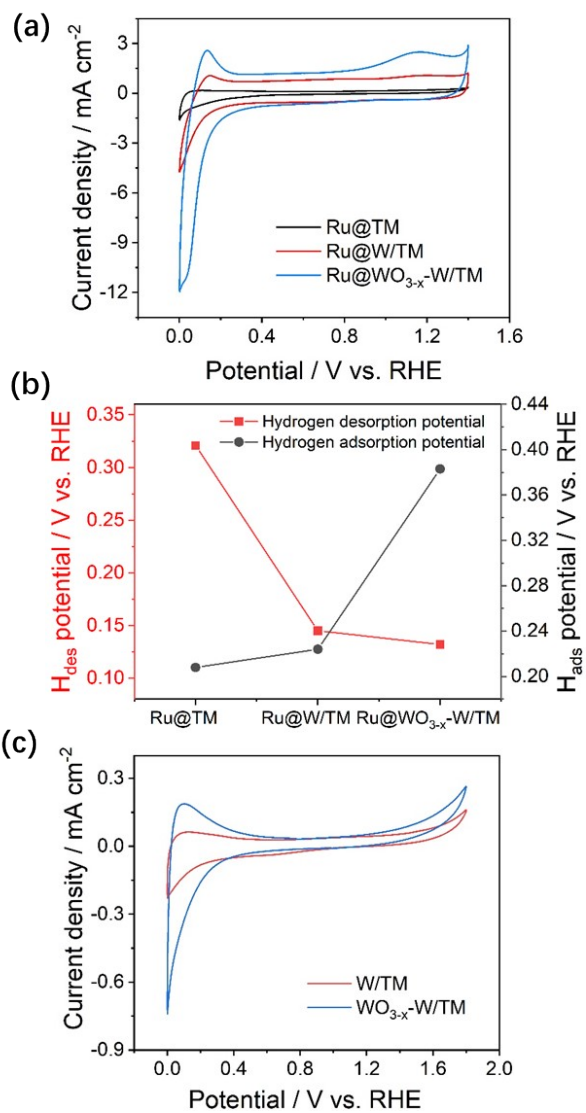 (a)
Current density / mA cm⁻²
3
0
-3
-6
-9
-12
Ru@TM
Ru@W/TM
Ru@WO₃₋ₓ-W/TM
0.0 0.4 0.8 1.2 1.6
Potential / V vs. RHE
(b)
H_des potential / V vs. RHE
0.35
0.30
0.25
0.20
0.15
0.10
Hydrogen desorption potential
Hydrogen adsorption potential
0.44
0.40
0.36
0.32
0.28
0.24
0.20
H_ads potential / V vs. RHE
Ru@TM Ru@W/TM Ru@WO₃₋ₓ-W/TM
(c)
Current density / mA cm⁻²
0.3
0.0
-0.3
-0.6
-0.9
W/TM
WO₃₋ₓ-W/TM
0.0 0.4 0.8 1.2 1.6 2.0
Potential / V vs. RHE